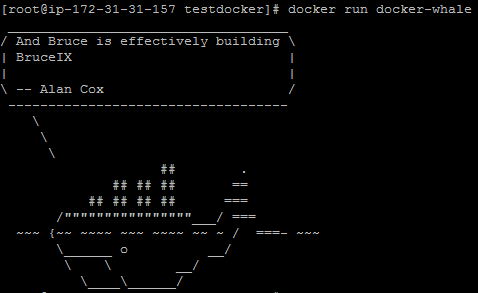 [root@ip-172-31-31-157 testdocker]# docker run docker-whale
 ___________________________________
/ And Bruce is effectively building \
| BruceIX                           |
|                                   |
\ -- Alan Cox                       /
 -----------------------------------
    \
     \
      \
                    ##         .
              ## ## ##        ==
           ## ## ## ##       ===
       /""""""""""""""""___/ ===
  ~~~ {~~ ~~~~ ~~~ ~~~~ ~~ ~ /  ===- ~~~
       \______ o          __/
        \    \        __/
          \____\______/